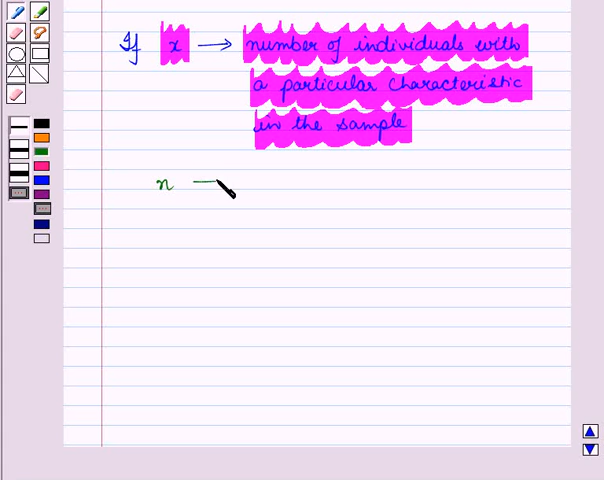 If x → number of individuals with
a particular characteristic
in the sample
n —